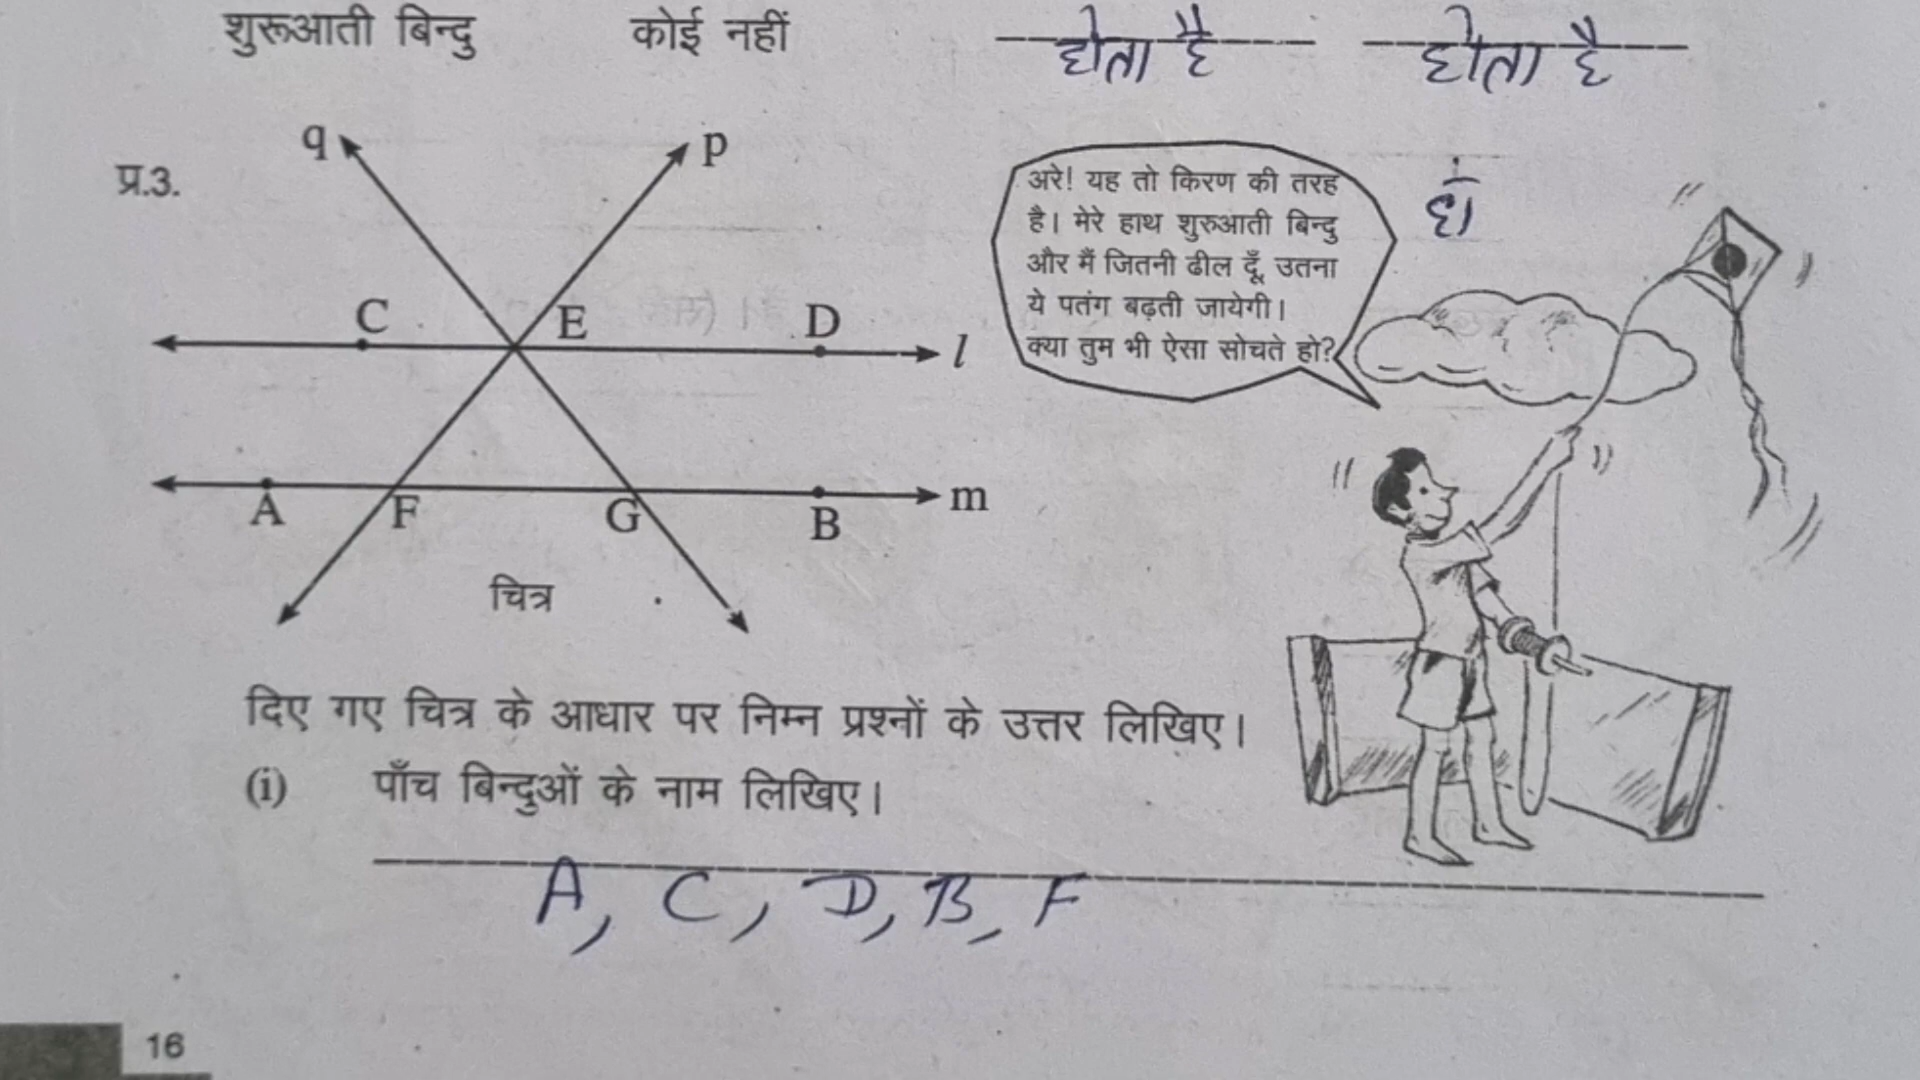 शुरूआती बिन्दु कोई नहीं होता है होता है
प्र.3.
q p
C E D l
A F G B m
चित्र
अरे! यह तो किरण की तरह
है। मेरे हाथ शुरुआती बिन्दु
और मैं जितनी ढील दूँ, उतना
ये पतंग बढ़ती जायेगी।
क्या तुम भी ऐसा सोचते हो?
हां
दिए गए चित्र के आधार पर निम्न प्रश्नों के उत्तर लिखिए।
(i) पाँच बिन्दुओं के नाम लिखिए।
A, C, D, B, F
16